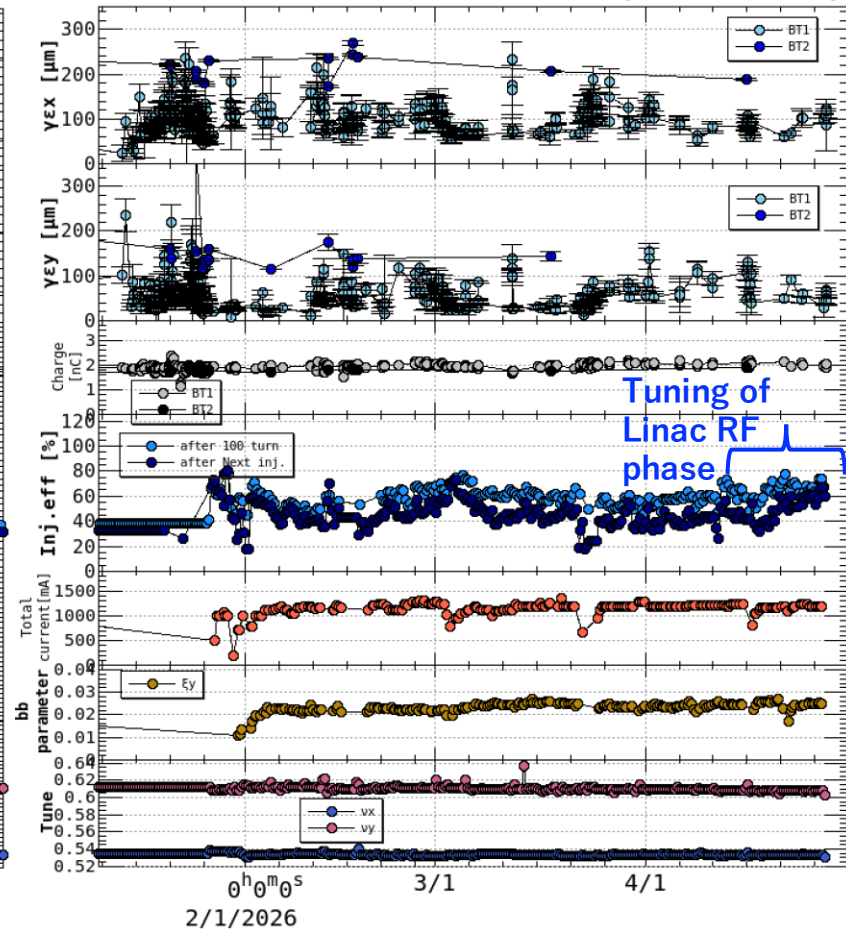 γεx [μm]
300
200
100
0
BT1
BT2
γεy [μm]
300
200
100
0
BT1
BT2
Charge
[nC]
3
2
1
0
BT1
BT2
Tuning of
Linac RF
phase
Inj.eff [%]
120
100
80
60
40
20
0
after 100 turn
after Next inj.
Total
current[mA]
1500
1000
500
0
bb
parameter
0.04
0.03
0.02
0.01
0
ξy
Tune
0.64
0.62
0.6
0.58
0.56
0.54
0.52
νx
νy
0h0m0s 3/1 4/1
2/1/2026